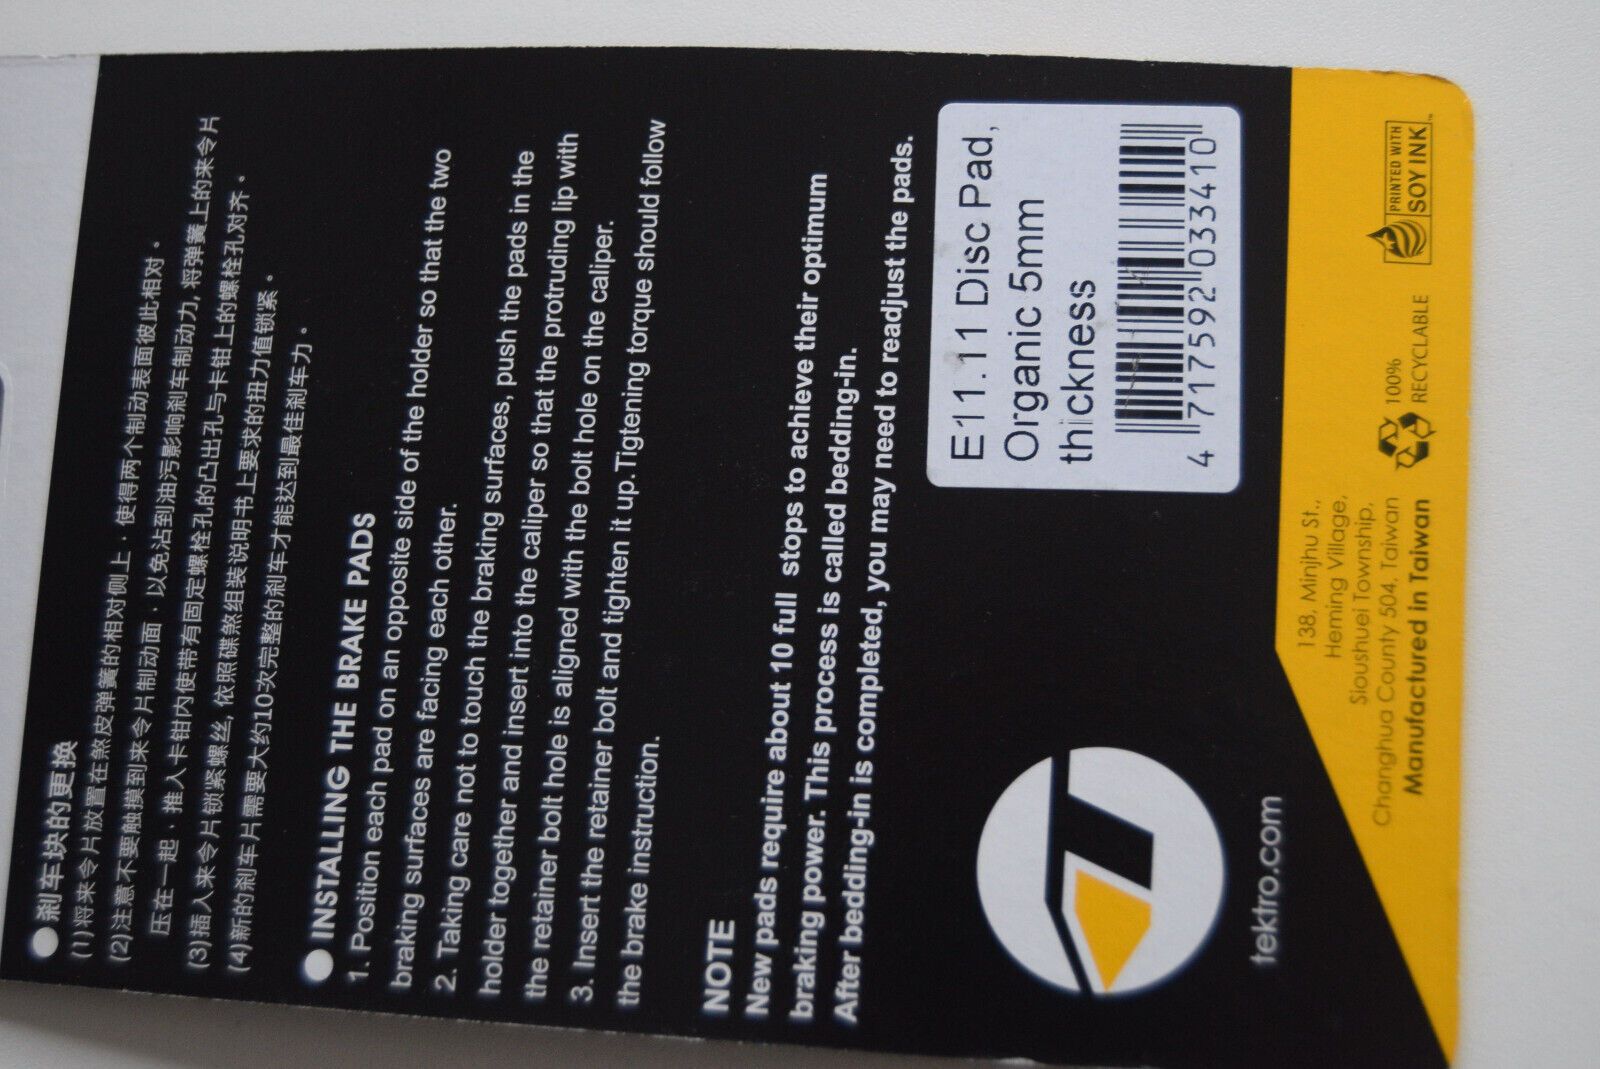 ●刹车块的更换
(1)将来令片放置在煞皮弹簧的相对侧上，使得两个制动表面彼此相对。
(2)注意不要触摸到来令片制动面，以免沾到油污影响刹车制动力，将弹簧上的来令片
压在一起，推入卡钳内使带有固定螺栓孔的凸出孔与卡钳上的螺栓孔对齐。
(3)插入来令片锁紧螺丝，依照碟煞组装说明书上要求的扭力值锁紧。
(4)新的刹车片需要大约10次完整的刹车才能达到最佳刹车力。
● INSTALLING THE BRAKE PADS
1. Position each pad on an opposite side of the holder so that the two
braking surfaces are facing each other.
2. Taking care not to touch the braking surfaces, push the pads in the
holder together and insert into the caliper so that the protruding lip with
the retainer bolt hole is aligned with the bolt hole on the caliper.
3. Insert the retainer bolt and tighten it up.Tigtening torque should follow
the brake instruction.
NOTE
New pads require about 10 full stops to achieve their optimum
braking power. This process is called bedding-in.
After bedding-in is completed, you may need to readjust the pads.
E11.11 Disc Pad,
Organic 5mm
thickness
4 717592 033410
tektro.com
138, Minjhu St.,
Heming Village,
Sioushuei Township,
Changhua County 504, Taiwan
Manufactured in Taiwan
100%
RECYCLABLE
PRINTED WITH
SOY INK™